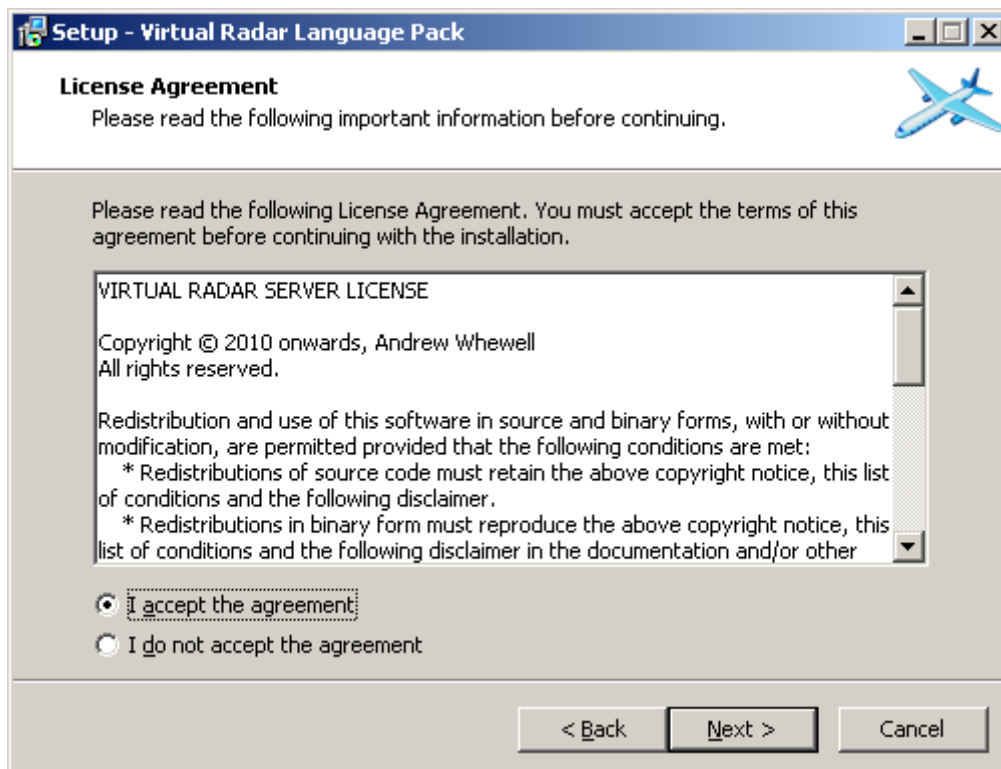 Setup - Virtual Radar Language Pack
License Agreement
Please read the following important information before continuing.
Please read the following License Agreement. You must accept the terms of this
agreement before continuing with the installation.
VIRTUAL RADAR SERVER LICENSE
Copyright © 2010 onwards, Andrew Whewell
All rights reserved.
Redistribution and use of this software in source and binary forms, with or without
modification, are permitted provided that the following conditions are met:
* Redistributions of source code must retain the above copyright notice, this list
of conditions and the following disclaimer.
* Redistributions in binary form must reproduce the above copyright notice, this
list of conditions and the following disclaimer in the documentation and/or other
I accept the agreement
I do not accept the agreement
< Back Next > Cancel